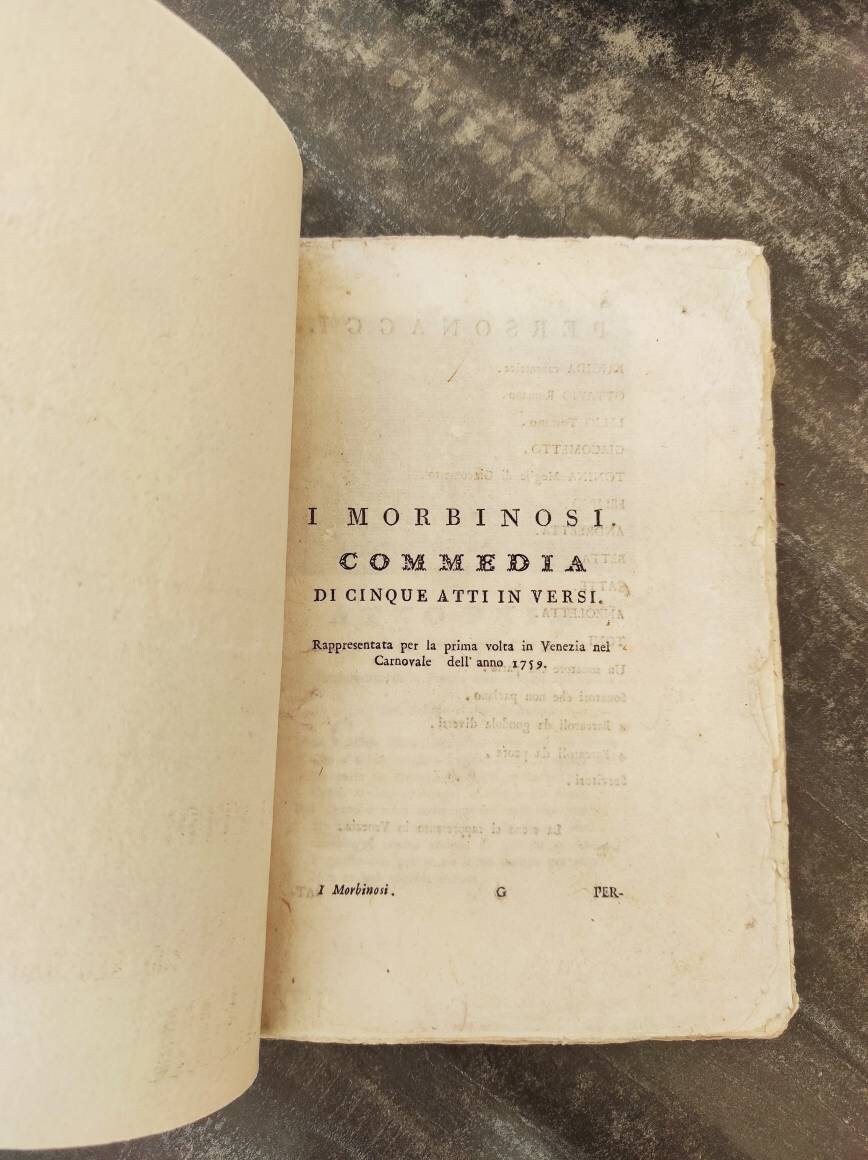 I MORBINOSI.
COMMEDIA
DI CINQUE ATTI IN VERSI.
Rappresentata per la prima volta in Venezia nel
Carnovale dell' anno 1759.
I Morbinosi. G PER-